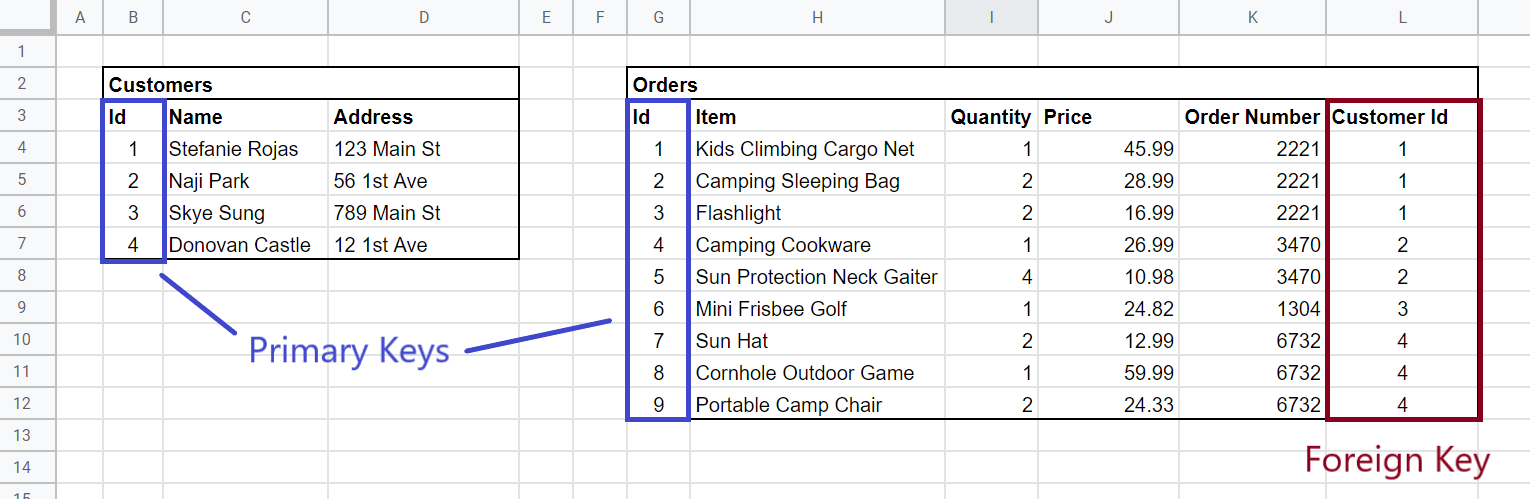 A B C D E F G H I J K L
1
2 Customers Orders
3 Id Name Address Id Item Quantity Price Order Number Customer Id
4 1 Stefanie Rojas 123 Main St 1 Kids Climbing Cargo Net 1 45.99 2221 1
5 2 Naji Park 56 1st Ave 2 Camping Sleeping Bag 2 28.99 2221 1
6 3 Skye Sung 789 Main St 3 Flashlight 2 16.99 2221 1
7 4 Donovan Castle 12 1st Ave 4 Camping Cookware 1 26.99 3470 2
8 5 Sun Protection Neck Gaiter 4 10.98 3470 2
9 6 Mini Frisbee Golf 1 24.82 1304 3
10 7 Sun Hat 2 12.99 6732 4
Primary Keys
11 8 Cornhole Outdoor Game 1 59.99 6732 4
12 9 Portable Camp Chair 2 24.33 6732 4
13
14 Foreign Key
15